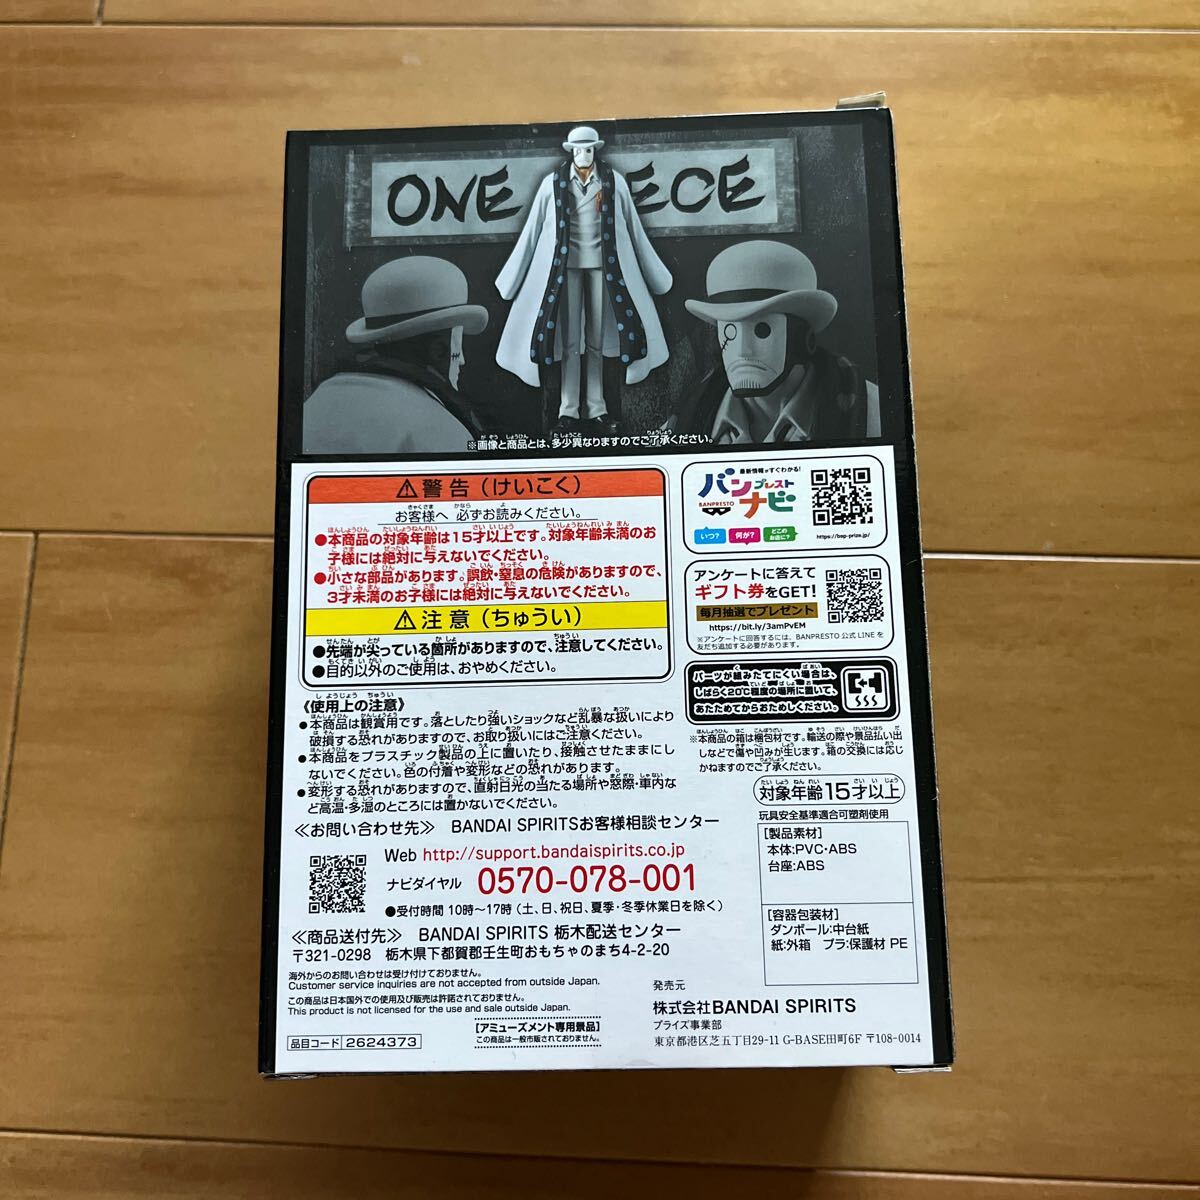 ONE PIECE
※画像と商品とは、多少異なりますのでご了承ください。
⚠警告（けいこく）
お客様へ 必ずお読みください。
●本商品の対象年齢は15才以上です。対象年齢未満のお
子様には絶対に与えないでください。
●小さな部品があります。誤飲・窒息の危険がありますので、
3才未満のお子様には絶対に与えないでください。
⚠注意（ちゅうい）
●先端が尖っている箇所がありますので、注意してください。
●目的以外のご使用は、おやめください。
《使用上の注意》
●本商品は観賞用です。落としたり強いショックなど乱暴な扱いにより
破損する恐れがありますので、お取り扱いにはご注意ください。
●本商品をプラスチック製品の上に置いたり、接触させたままにし
ないでください。色の付着や変形などの恐れがあります。
●変形する恐れがありますので、直射日光の当たる場所や窓際・車内な
ど高温・多湿のところには置かないでください。
≪お問い合わせ先≫ BANDAI SPIRITSお客様相談センター
Web http://support.bandaispirits.co.jp
ナビダイヤル 0570-078-001
●受付時間 10時～17時（土、日、祝日、夏季・冬季休業日を除く）
≪商品送付先≫ BANDAI SPIRITS 栃木配送センター
〒321-0298 栃木県下都賀郡壬生町おもちゃのまち4-2-20
海外からのお問い合わせは受け付けておりません。
Customer service inquiries are not accepted from outside Japan.
この商品は日本国外での使用及び販売は許諾されておりません。
This product is not licensed for the use and sale outside Japan.
品目コード 2624373
［アミューズメント専用景品］
この商品は一般市販されておりません。
最新情報がすぐわかる!
バンプレストナビ
BANPRESTO
いつ? 何が? どこのお店に?
https://bsp-prize.jp/
アンケートに答えて
ギフト券をGET!
毎月抽選でプレゼント
https://bit.ly/3amPvEM
※アンケートに回答するには、BANPRESTO 公式 LINE を
友だち追加する必要があります。
パーツが組みたてにくい場合は、
しばらく20℃程度の場所に置いて、
あたためてからおためしください。
※本商品の箱は梱包材です。輸送の際や景品払い出
しなどで傷や凹みが生じます。箱の交換には応じ
かねますのでご了承ください。
対象年齢15才以上
玩具安全基準適合可塑剤使用
［製品素材］
本体:PVC・ABS
台座:ABS
［容器包装材］
ダンボール:中台紙
紙:外箱 プラ:保護材 PE
発売元
株式会社BANDAI SPIRITS
プライズ事業部
東京都港区芝五丁目29-11 G-BASE田町6F 〒108-0014